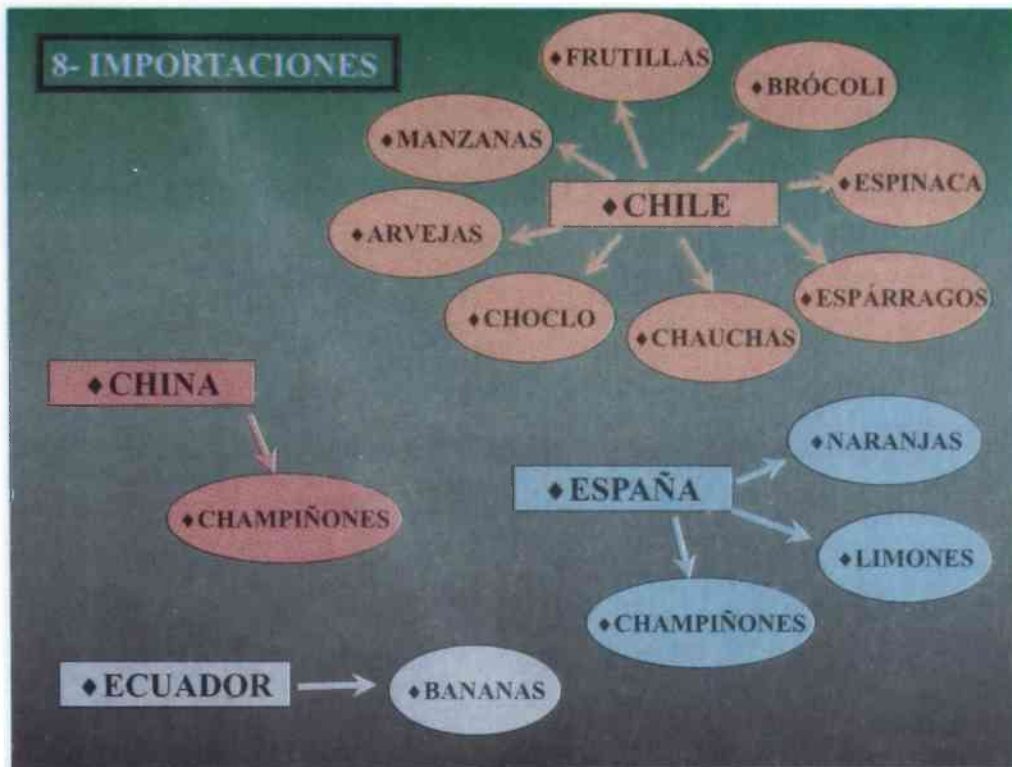 8- IMPORTACIONES
♦FRUTILLAS
♦BRÓCOLI
♦MANZANAS
♦ESPINACA
♦CHILE
♦ARVEJAS
♦ESPÁRRAGOS
♦CHOCLO
♦CHAUCHAS
♦CHINA
♦NARANJAS
♦ESPAÑA
♦CHAMPIÑONES
♦LIMONES
♦CHAMPIÑONES
♦ECUADOR
♦BANANAS